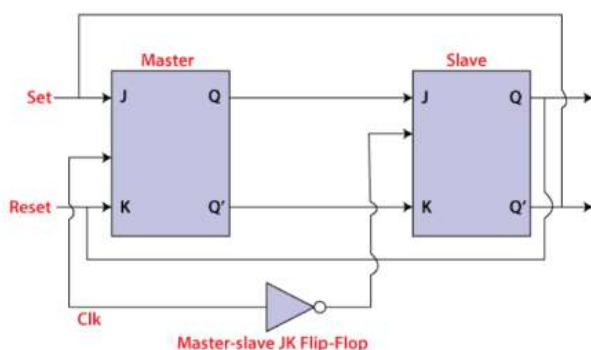 Master
Slave
Set
J
Q
J
Q
Reset
K
Q'
K
Q'
Clk
Master-slave JK Flip-Flop